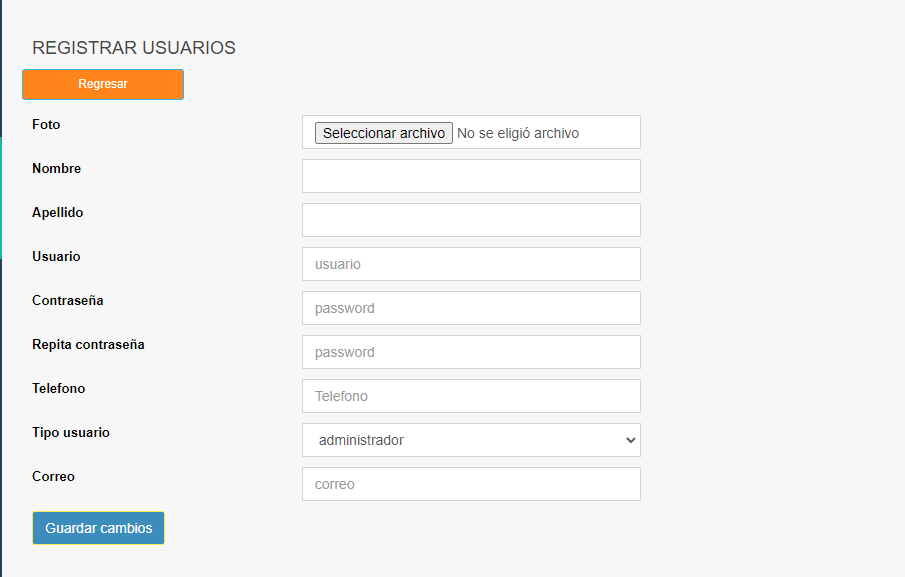 REGISTRAR USUARIOS
Regresar
Foto
Seleccionar archivo No se eligió archivo
Nombre
Apellido
Usuario
usuario
Contraseña
password
Repita contraseña
password
Telefono
Telefono
Tipo usuario
administrador
Correo
correo
Guardar cambios